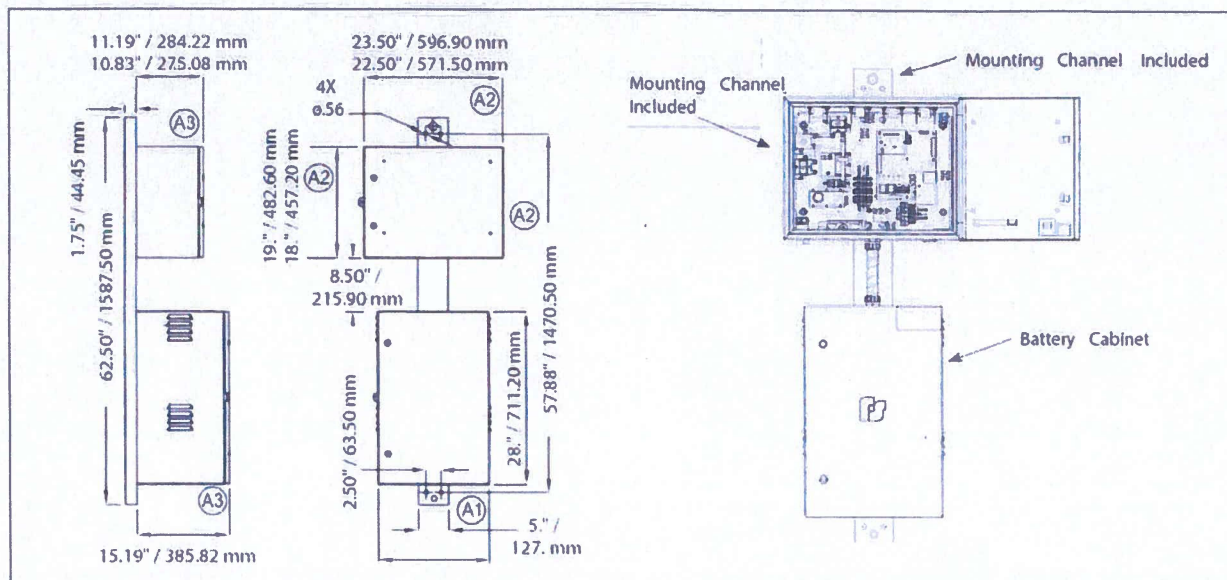 11.19" / 284.22 mm
10.83" / 275.08 mm
23.50" / 596.90 mm
22.50" / 571.50 mm
4X
ø.56
A2
A3
1.75" / 44.45 mm
62.50" / 1587.50 mm
19." / 482.60 mm
18." / 457.20 mm
A2
A2
8.50" /
215.90 mm
57.88" / 1470.50 mm
28." / 711.20 mm
2.50" / 63.50 mm
A3
A1
5." /
127. mm
15.19" / 385.82 mm
Mounting Channel Included
Mounting Channel
Included
Battery Cabinet